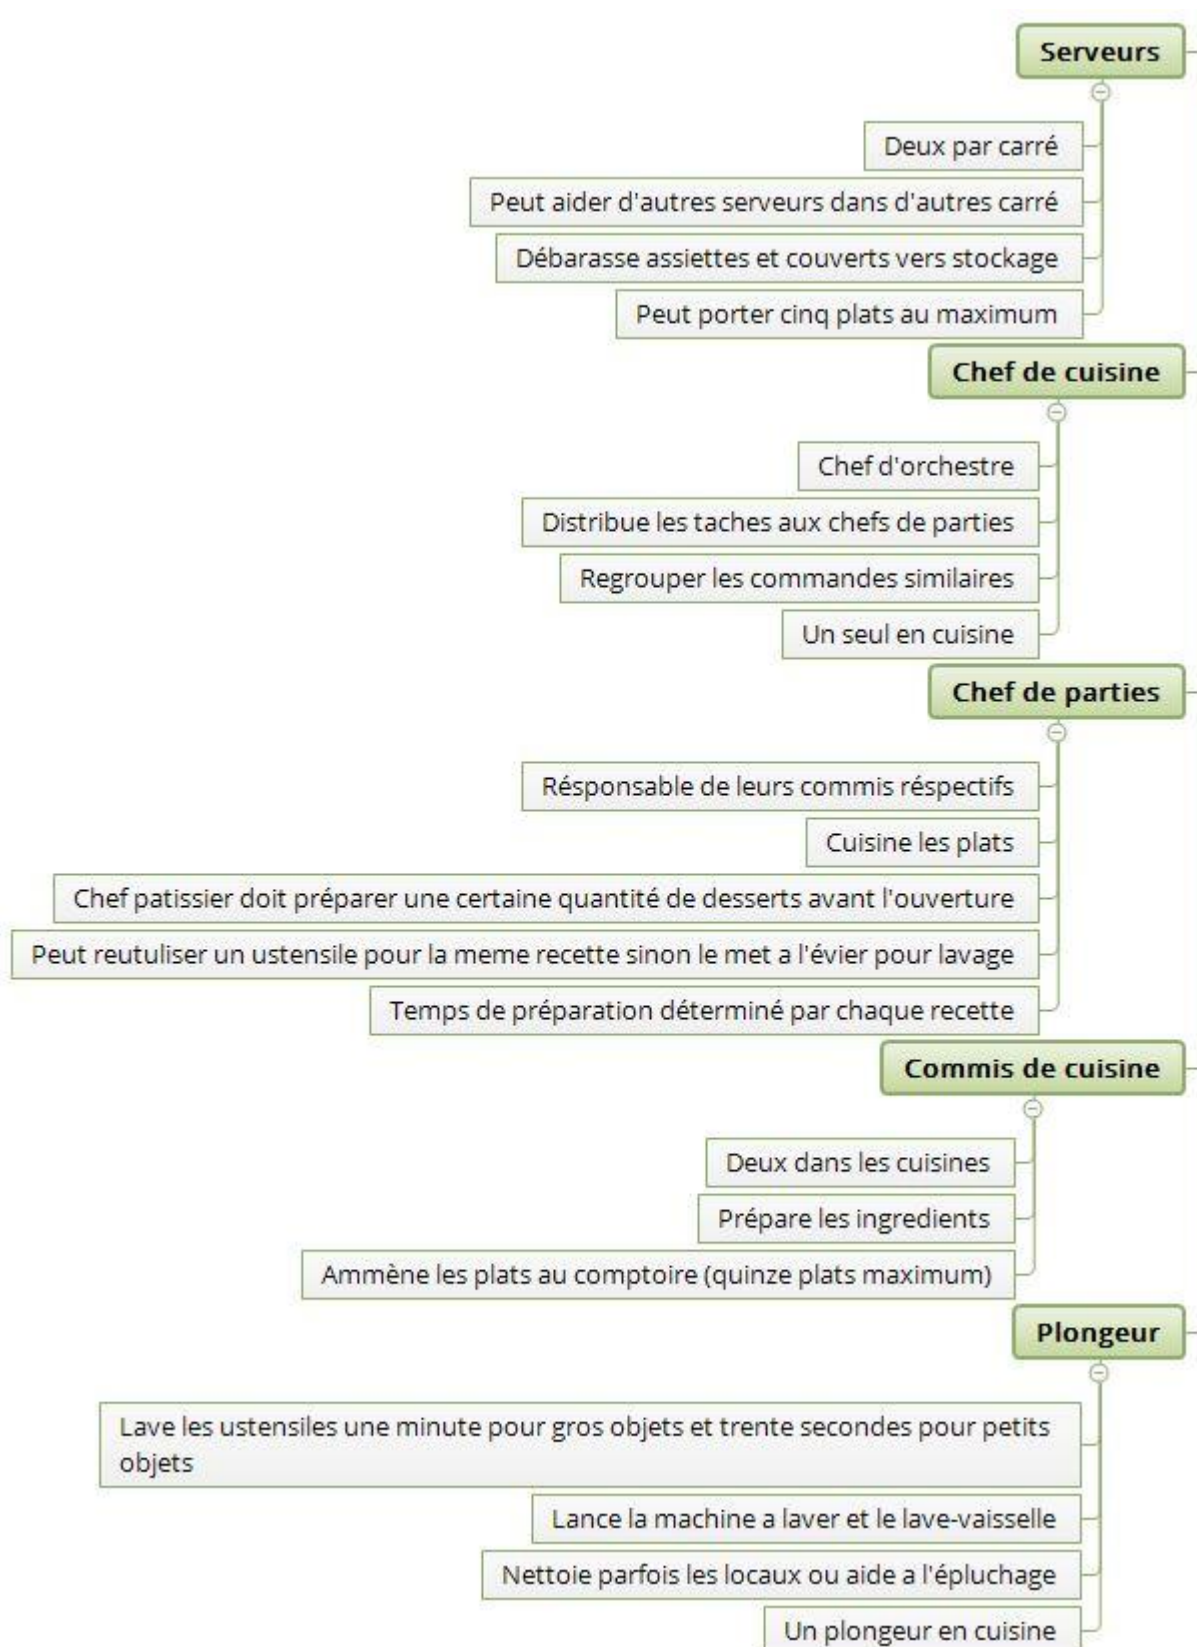 Serveurs
Deux par carré
Peut aider d'autres serveurs dans d'autres carré
Débarasse assiettes et couverts vers stockage
Peut porter cinq plats au maximum
Chef de cuisine
Chef d'orchestre
Distribue les taches aux chefs de parties
Regrouper les commandes similaires
Un seul en cuisine
Chef de parties
Résponsable de leurs commis réspectifs
Cuisine les plats
Chef patissier doit préparer une certaine quantité de desserts avant l'ouverture
Peut reutuliser un ustensile pour la meme recette sinon le met a l'évier pour lavage
Temps de préparation déterminé par chaque recette
Commis de cuisine
Deux dans les cuisines
Prépare les ingredients
Ammène les plats au comptoire (quinze plats maximum)
Plongeur
Lave les ustensiles une minute pour gros objets et trente secondes pour petits
objets
Lance la machine a laver et le lave-vaisselle
Nettoie parfois les locaux ou aide a l'épluchage
Un plongeur en cuisine